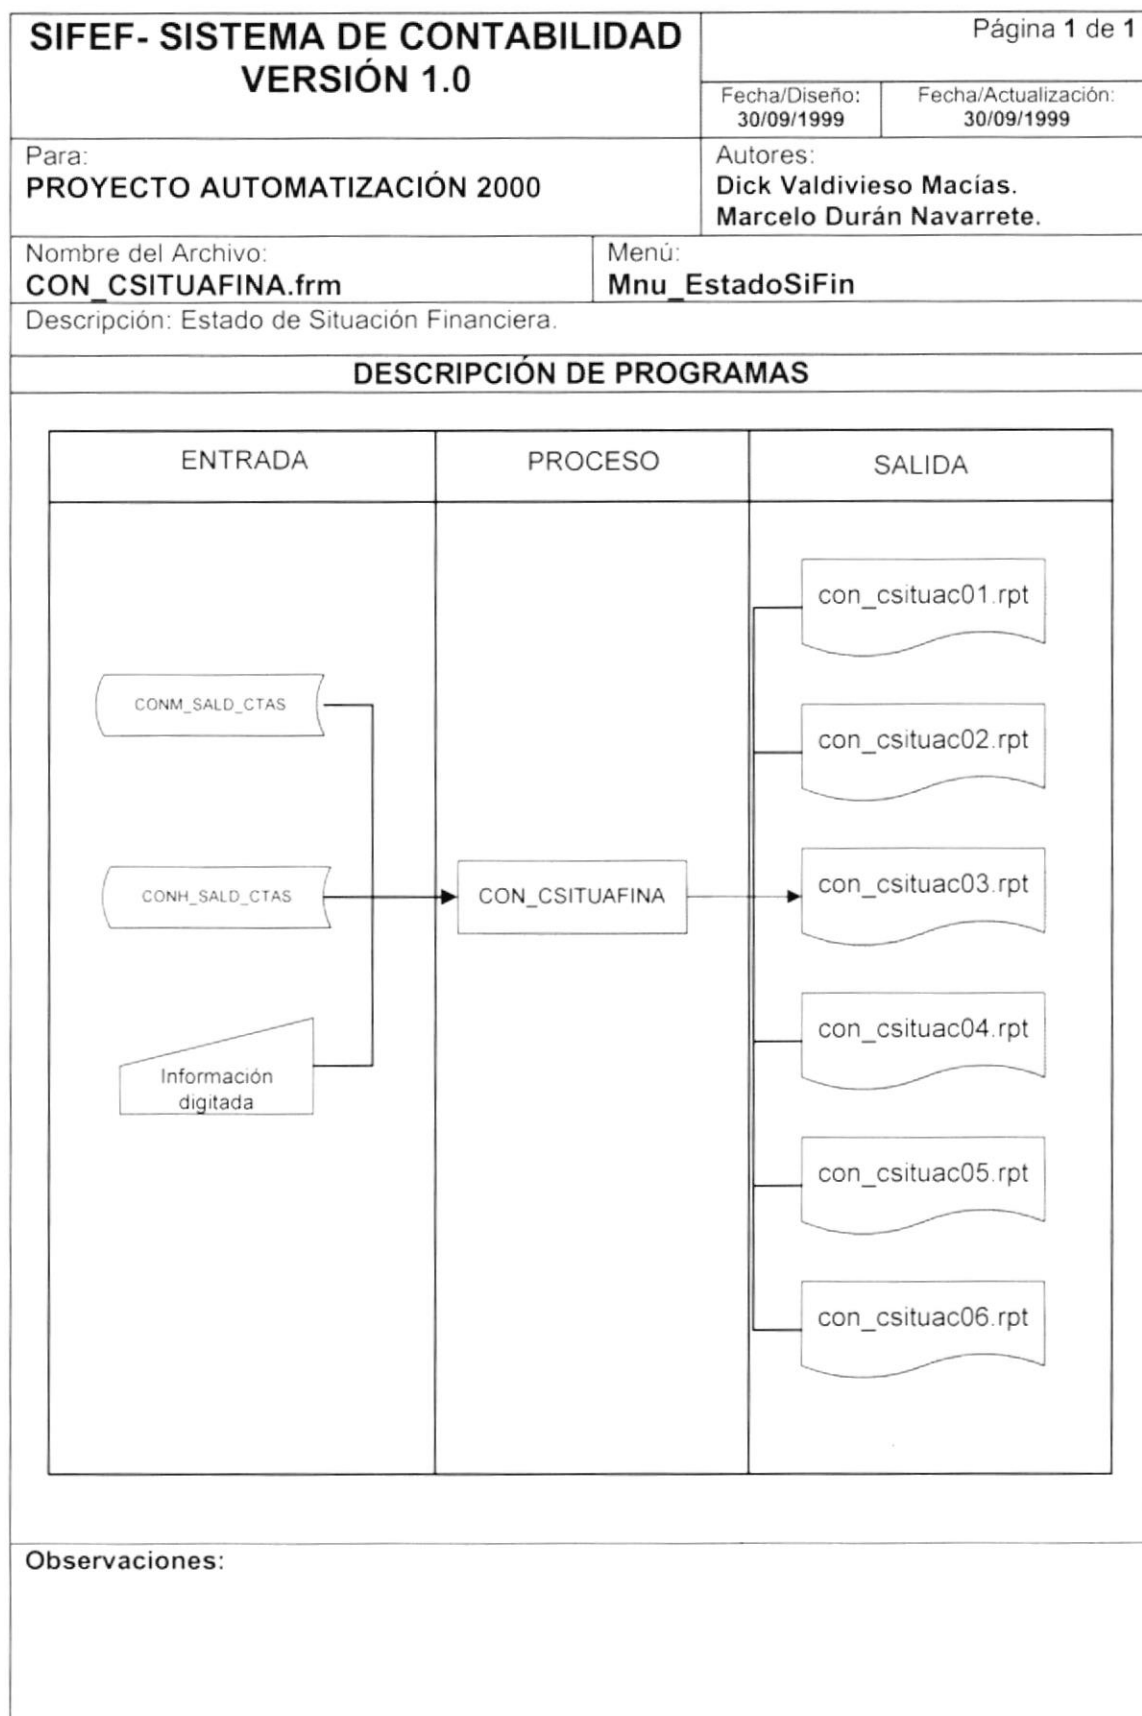 SIFEF- SISTEMA DE CONTABILIDAD
VERSIÓN 1.0
Página 1 de 1
Fecha/Diseño:
30/09/1999
Fecha/Actualización:
30/09/1999
Para:
PROYECTO AUTOMATIZACIÓN 2000
Autores:
Dick Valdivieso Macías.
Marcelo Durán Navarrete.
Nombre del Archivo:
CON_CSITUAFINA.frm
Menú:
Mnu_EstadoSiFin
Descripción: Estado de Situación Financiera.
DESCRIPCIÓN DE PROGRAMAS
ENTRADA
PROCESO
SALIDA
CONM_SALD_CTAS
CONH_SALD_CTAS
Información
digitada
CON_CSITUAFINA
con_csituac01.rpt
con_csituac02.rpt
con_csituac03.rpt
con_csituac04.rpt
con_csituac05.rpt
con_csituac06.rpt
Observaciones: